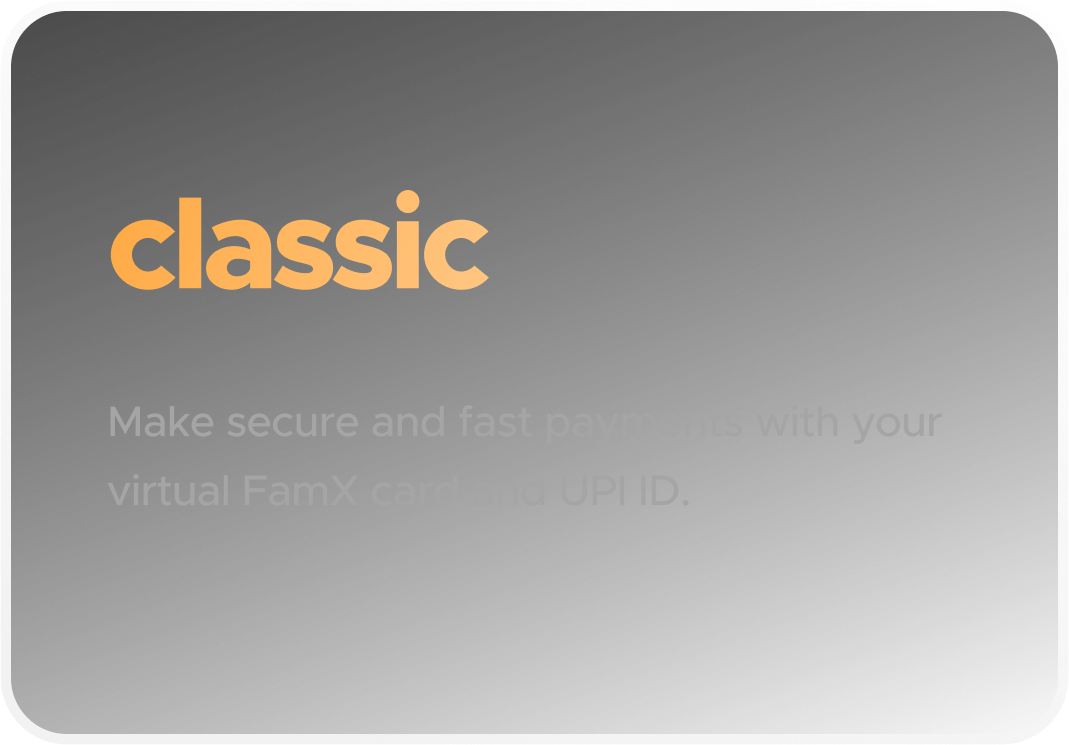 classic
Make secure and fast payments with your
virtual FamX card and UPI ID.